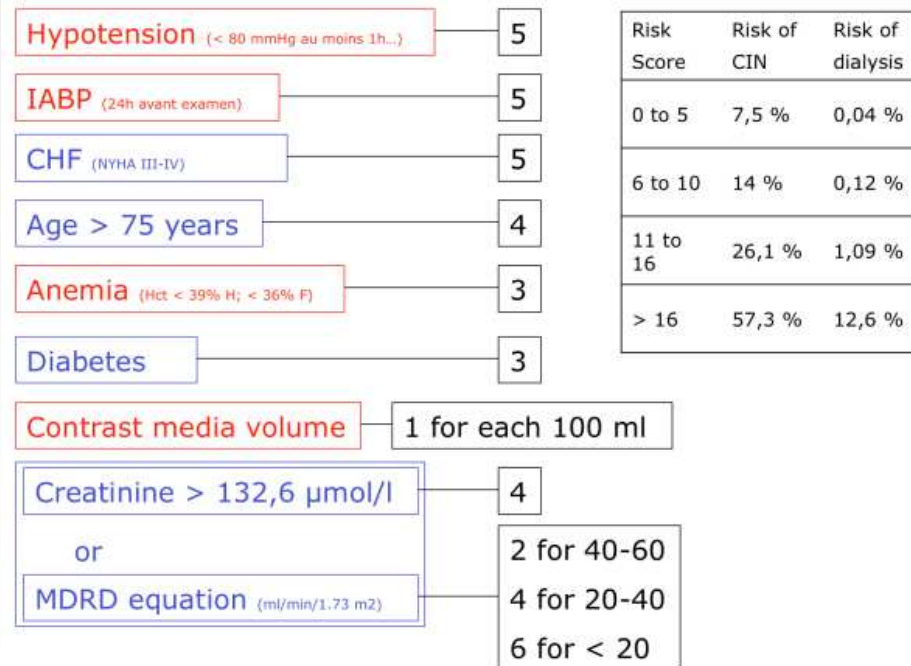 Hypotension (< 80 mmHg au moins 1h...) 5
IABP (24h avant examen) 5
CHF (NYHA III-IV) 5
Age > 75 years 4
Anemia (Hct < 39% H; < 36% F) 3
Diabetes 3
Contrast media volume 1 for each 100 ml
Creatinine > 132,6 µmol/l 4
or
MDRD equation (ml/min/1.73 m2)
2 for 40-60
4 for 20-40
6 for < 20
Risk Risk of Risk of
Score CIN dialysis
0 to 5 7,5 % 0,04 %
6 to 10 14 % 0,12 %
11 to
16 26,1 % 1,09 %
> 16 57,3 % 12,6 %